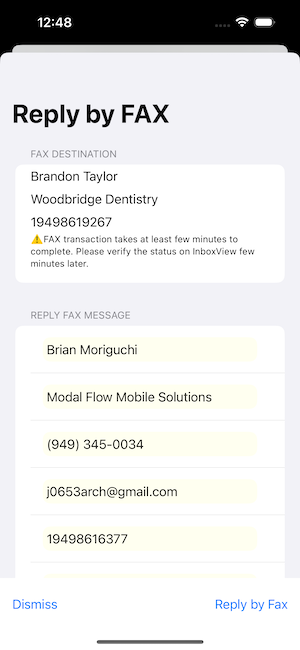 12:48
Reply by FAX
FAX DESTINATION
Brandon Taylor
Woodbridge Dentistry
19498619267
⚠️FAX transaction takes at least few minutes to
complete. Please verify the status on InboxView few
minutes later.
REPLY FAX MESSAGE
Brian Moriguchi
Modal Flow Mobile Solutions
(949) 345-0034
j0653arch@gmail.com
19498616377
Dismiss
Reply by Fax